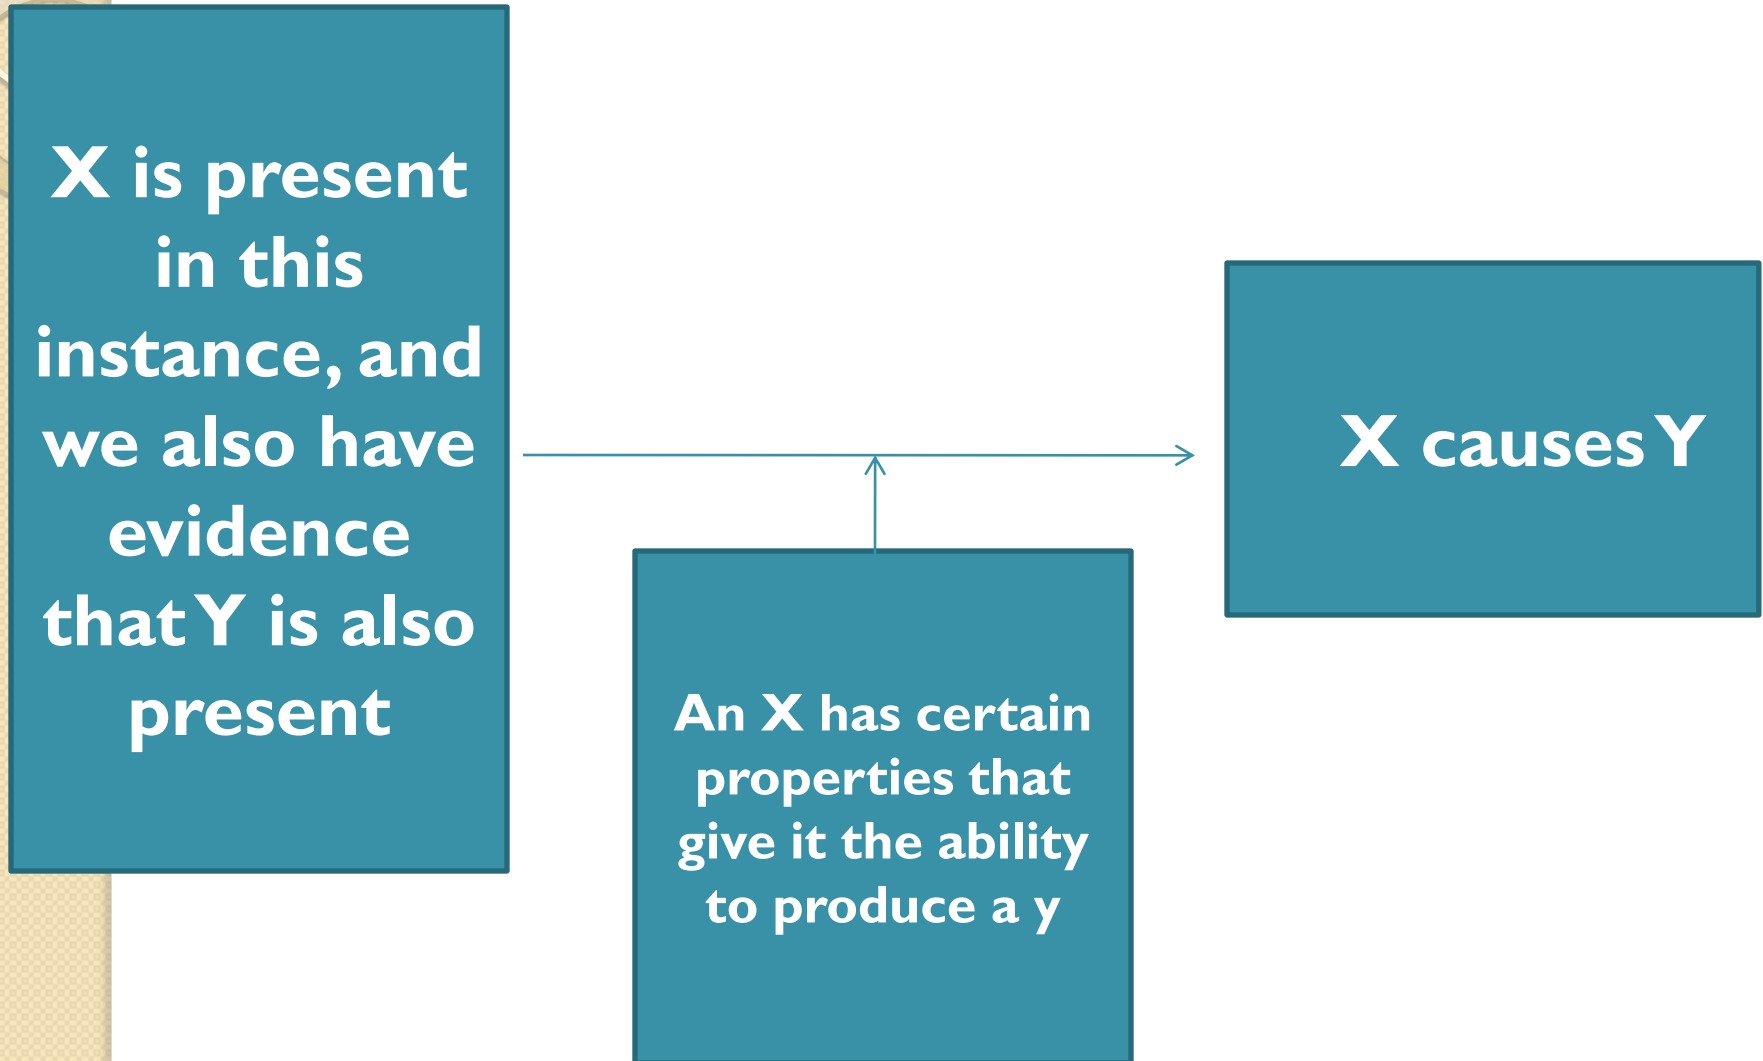 X is present
in this
instance, and
we also have
evidence
that Y is also
present
An X has certain
properties that
give it the ability
to produce a y
X causes Y